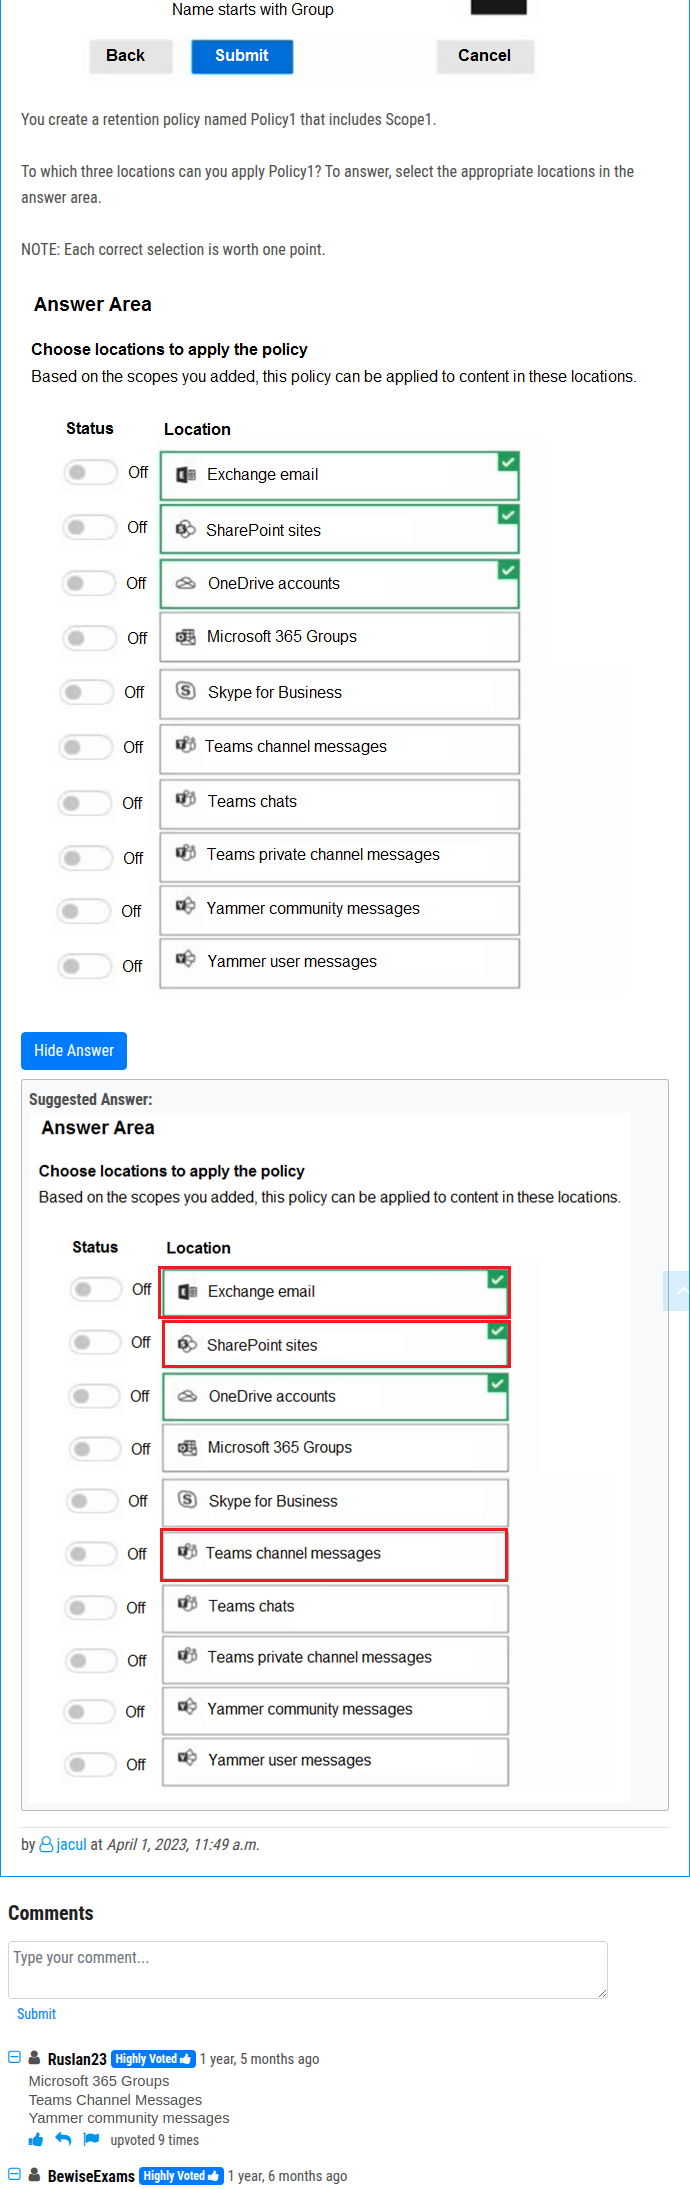 Name starts with Group
Back Submit Cancel
You create a retention policy named Policy1 that includes Scope1.
To which three locations can you apply Policy1? To answer, select the appropriate locations in the
answer area.
NOTE: Each correct selection is worth one point.
Answer Area
Choose locations to apply the policy
Based on the scopes you added, this policy can be applied to content in these locations.
Status Location
Off Exchange email
Off SharePoint sites
Off OneDrive accounts
Off Microsoft 365 Groups
Off Skype for Business
Off Teams channel messages
Off Teams chats
Off Teams private channel messages
Off Yammer community messages
Off Yammer user messages
Hide Answer
Suggested Answer:
Answer Area
Choose locations to apply the policy
Based on the scopes you added, this policy can be applied to content in these locations.
Status Location
Off Exchange email
Off SharePoint sites
Off OneDrive accounts
Off Microsoft 365 Groups
Off Skype for Business
Off Teams channel messages
Off Teams chats
Off Teams private channel messages
Off Yammer community messages
Off Yammer user messages
by jacul at April 1, 2023, 11:49 a.m.
Comments
Type your comment...
Submit
Ruslan23 Highly Voted 1 year, 5 months ago
Microsoft 365 Groups
Teams Channel Messages
Yammer community messages
upvoted 9 times
BewiseExams Highly Voted 1 year, 6 months ago